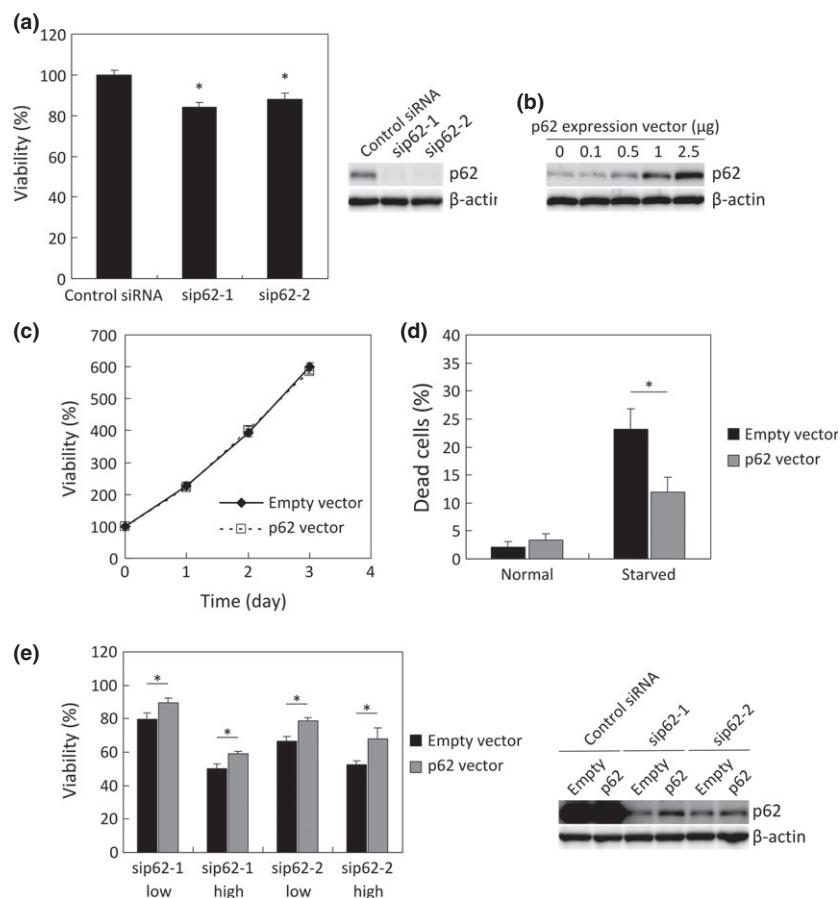 (a)
120
100
80
60
40
20
0
Viability (%)
*
*
Control siRNA
sip62-1
sip62-2
Control siRNA
sip62-1
sip62-2
p62
β-actin
(b)
p62 expression vector (µg)
0 0.1 0.5 1 2.5
p62
β-actin
(c)
700
600
500
400
300
200
100
0
Viability (%)
Empty vector
p62 vector
0 1 2 3 4
Time (day)
(d)
40
35
30
25
20
15
10
5
0
Dead cells (%)
*
Normal Starved
Empty vector
p62 vector
(e)
120
100
80
60
40
20
0
Viability (%)
*
*
*
*
sip62-1 sip62-1 sip62-2 sip62-2
low high low high
Empty vector
p62 vector
Control siRNA
sip62-1
sip62-2
Empty
p62
Empty
p62
Empty
p62
p62
β-actin